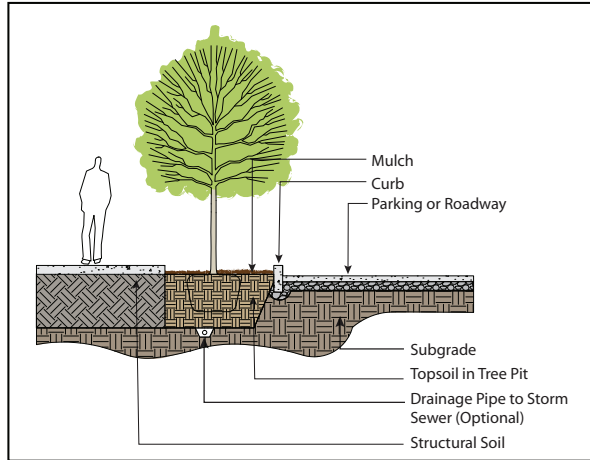 Mulch
Curb
Parking or Roadway
Subgrade
Topsoil in Tree Pit
Drainage Pipe to Storm
Sewer (Optional)
Structural Soil